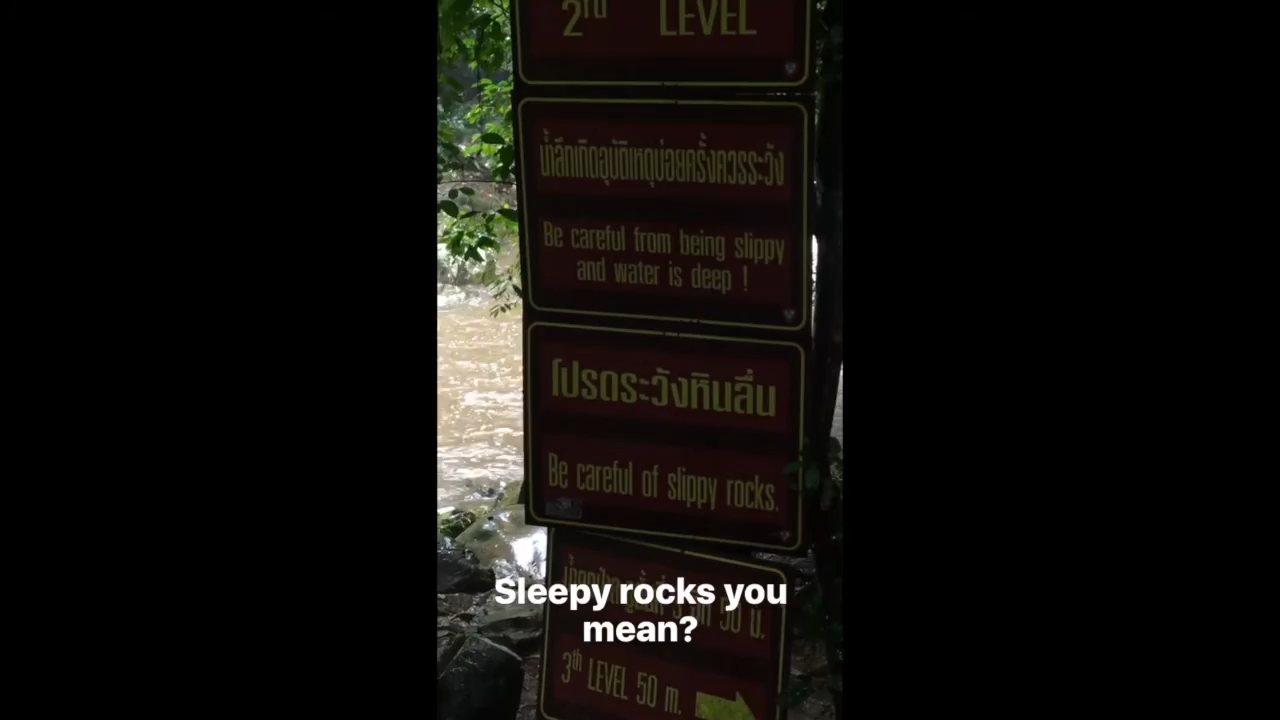 2rd LEVEL
น้ำลึกเกิดอุบัติเหตุบ่อยครั้งควรระวัง
Be careful from being slippy
and water is deep !
โปรดระวังหินลื่น
Be careful of slippy rocks.
50 ม.
Sleepy rocks you
mean?
3th LEVEL 50 m.